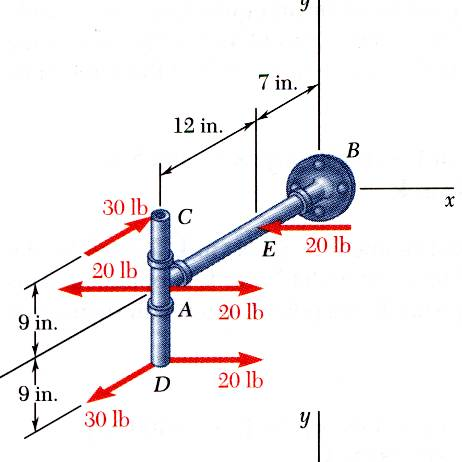 y
7 in.
12 in.
B
x
30 lb
C
E
20 lb
20 lb
A
20 lb
9 in.
D
20 lb
9 in.
30 lb
y